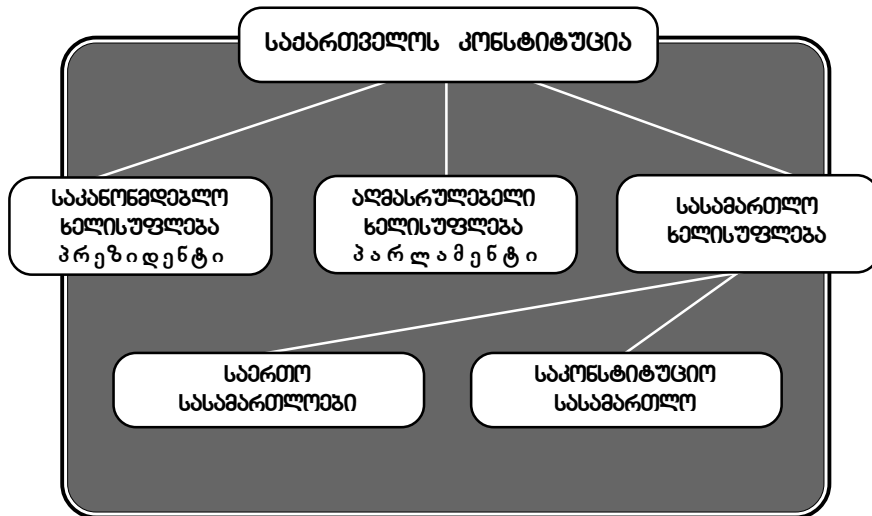 საქართველოს კონსტიტუცია
საკანონმდებლო
ხელისუფლება
პრეზიდენტი
აღმასრულებელი
ხელისუფლება
პარლამენტი
სასამართლო
ხელისუფლება
საერთო
სასამართლოები
საკონსტიტუციო
სასამართლო